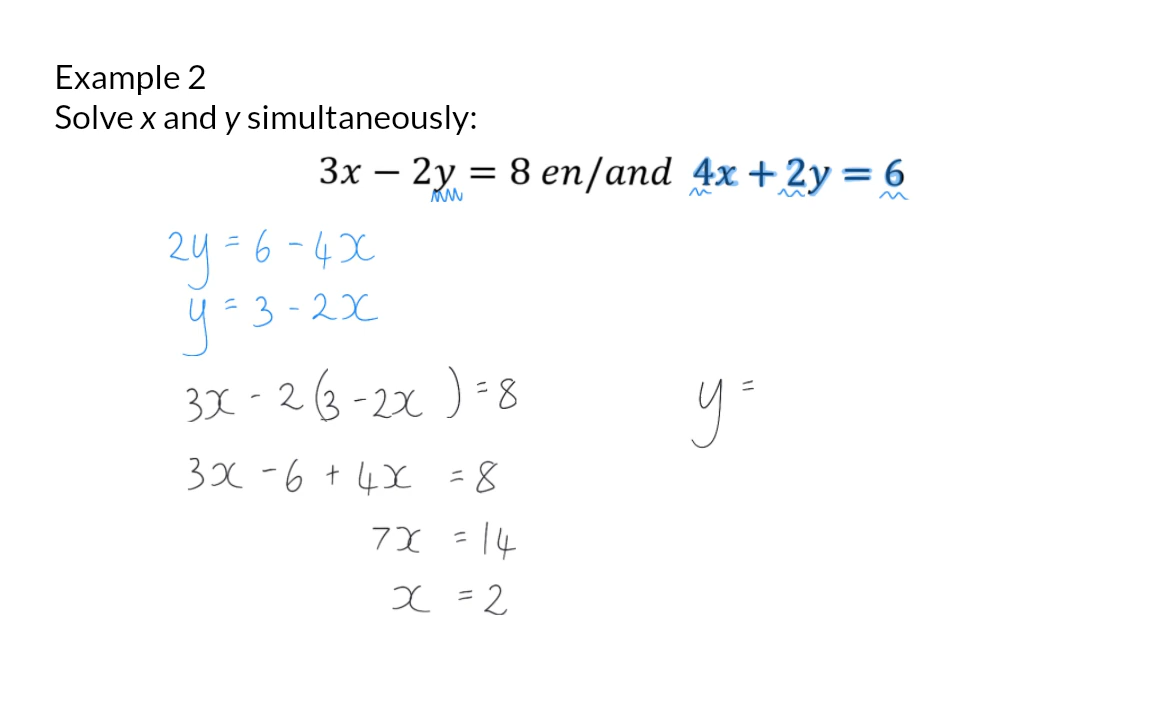 Example 2
Solve x and y simultaneously:
3x − 2y = 8 en/and 4x + 2y = 6
2y = 6 - 4x
y = 3 - 2x
3x - 2(3 - 2x) = 8
y =
3x - 6 + 4x = 8
7x = 14
x = 2